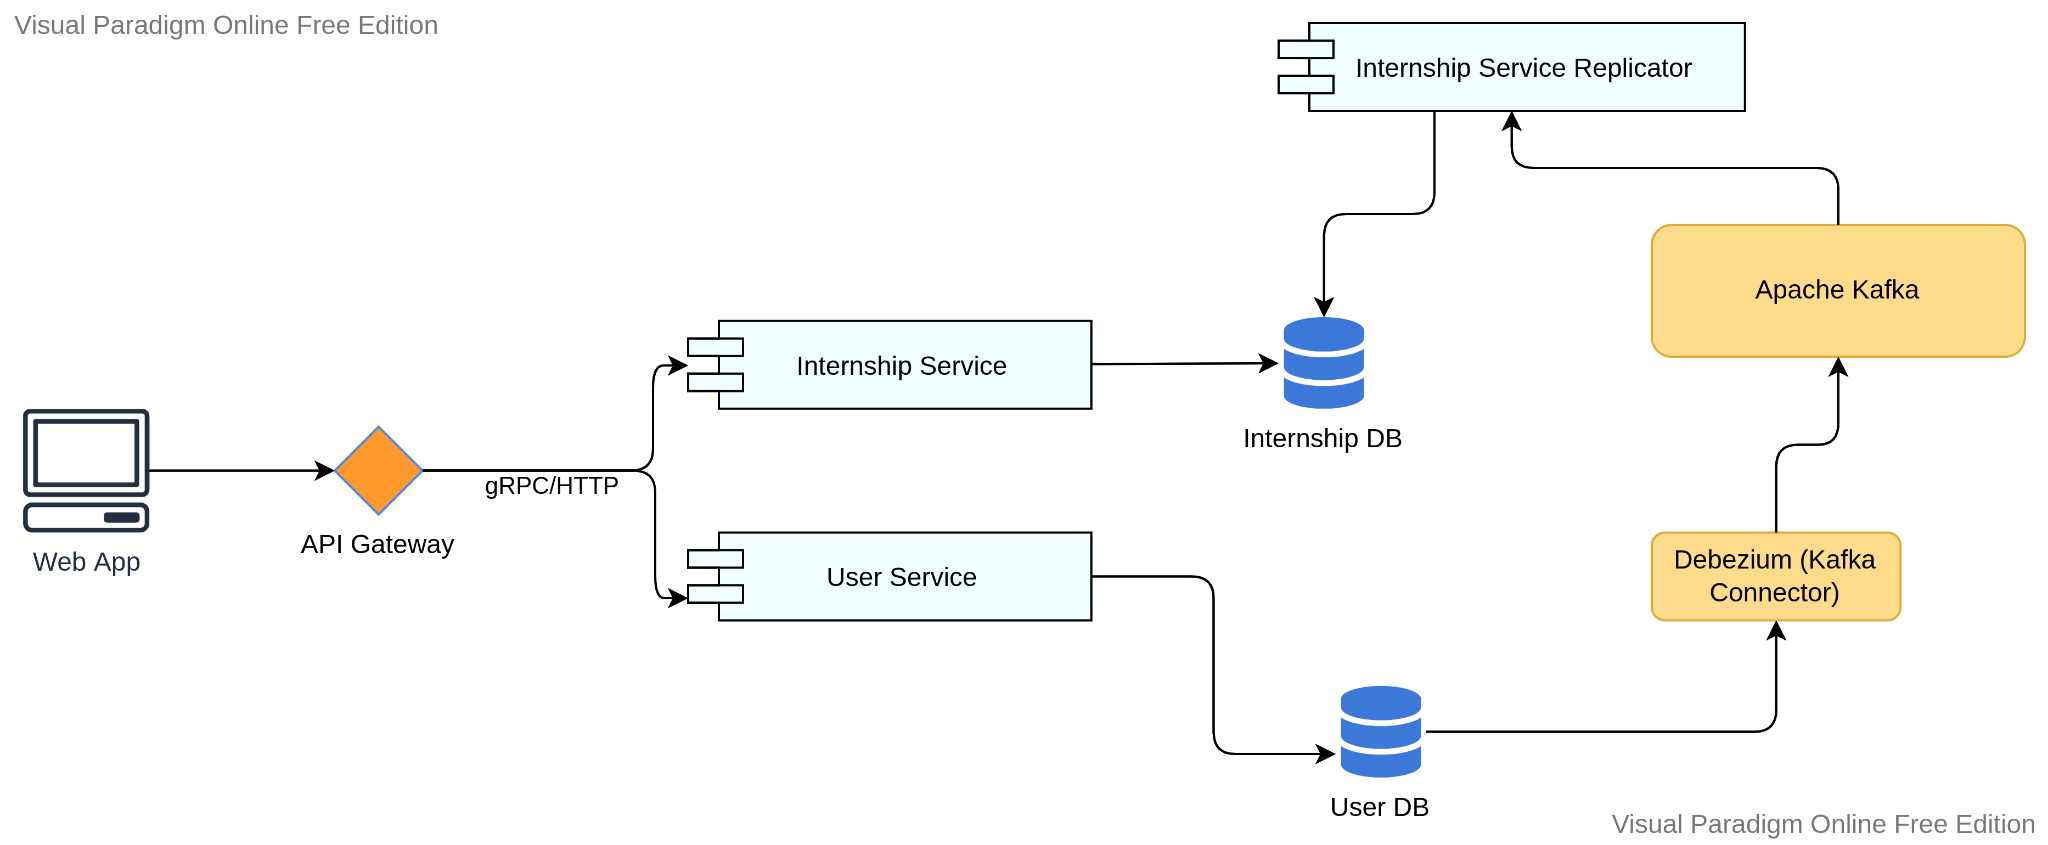 Visual Paradigm Online Free Edition
Internship Service Replicator
Apache Kafka
Internship Service
Internship DB
gRPC/HTTP
API Gateway
Web App
User Service
Debezium (Kafka
Connector)
User DB
Visual Paradigm Online Free Edition